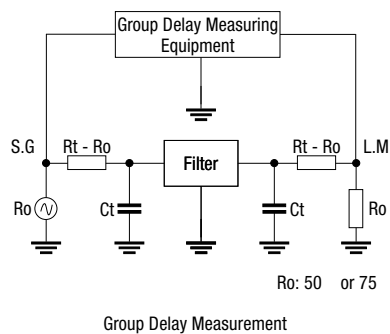 Group Delay Measuring
Equipment
S.G
Rt - Ro
Filter
Rt - Ro
L.M
Ro
Ct
Ct
Ro
Ro: 50 or 75
Group Delay Measurement